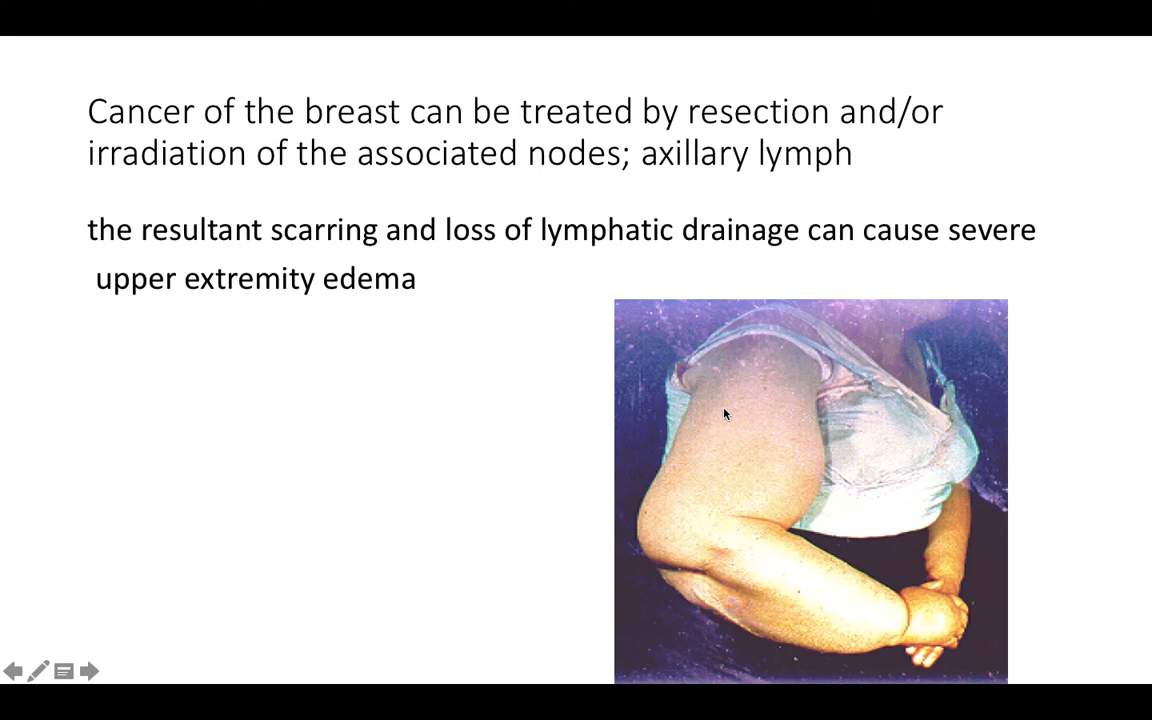 Cancer of the breast can be treated by resection and/or
irradiation of the associated nodes; axillary lymph
the resultant scarring and loss of lymphatic drainage can cause severe
upper extremity edema